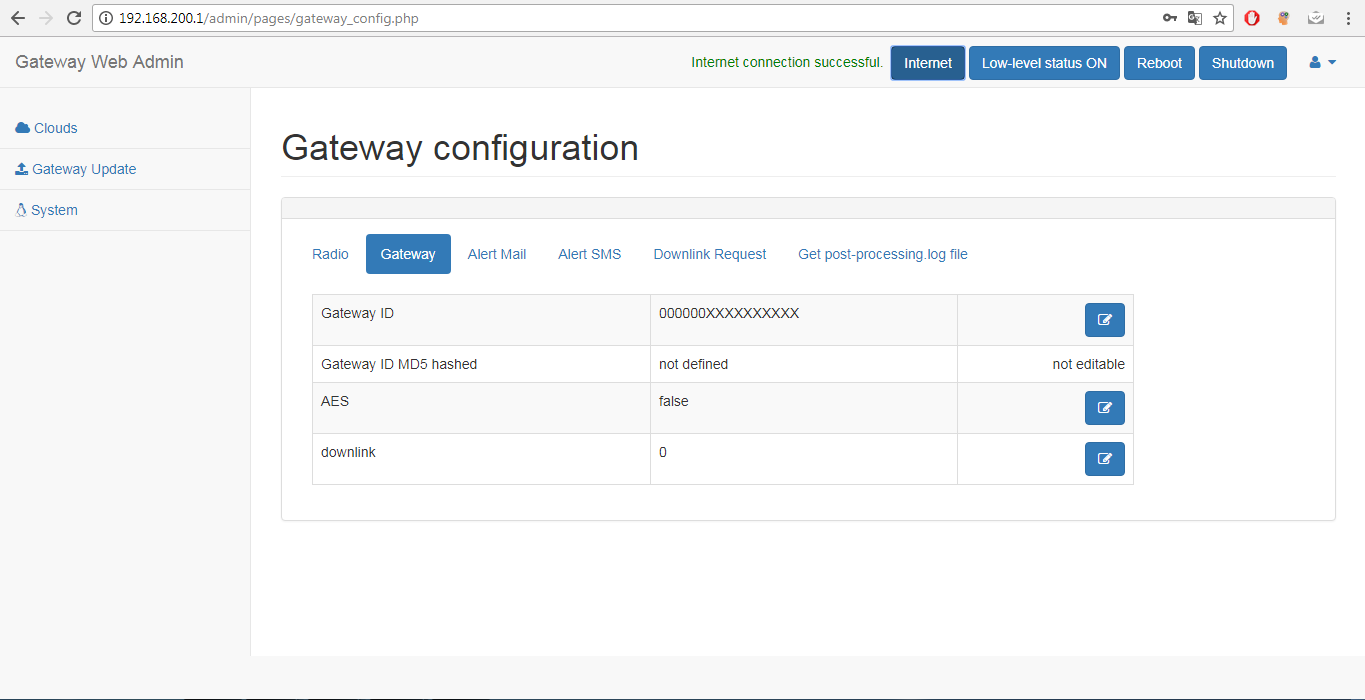 192.168.200.1/admin/pages/gateway_config.php
Gateway Web Admin
Internet connection successful. Internet Low-level status ON Reboot Shutdown
Clouds
Gateway Update
System
Gateway configuration
Radio Gateway Alert Mail Alert SMS Downlink Request Get post-processing.log file
Gateway ID 000000XXXXXXXXXX
Gateway ID MD5 hashed not defined not editable
AES false
downlink 0